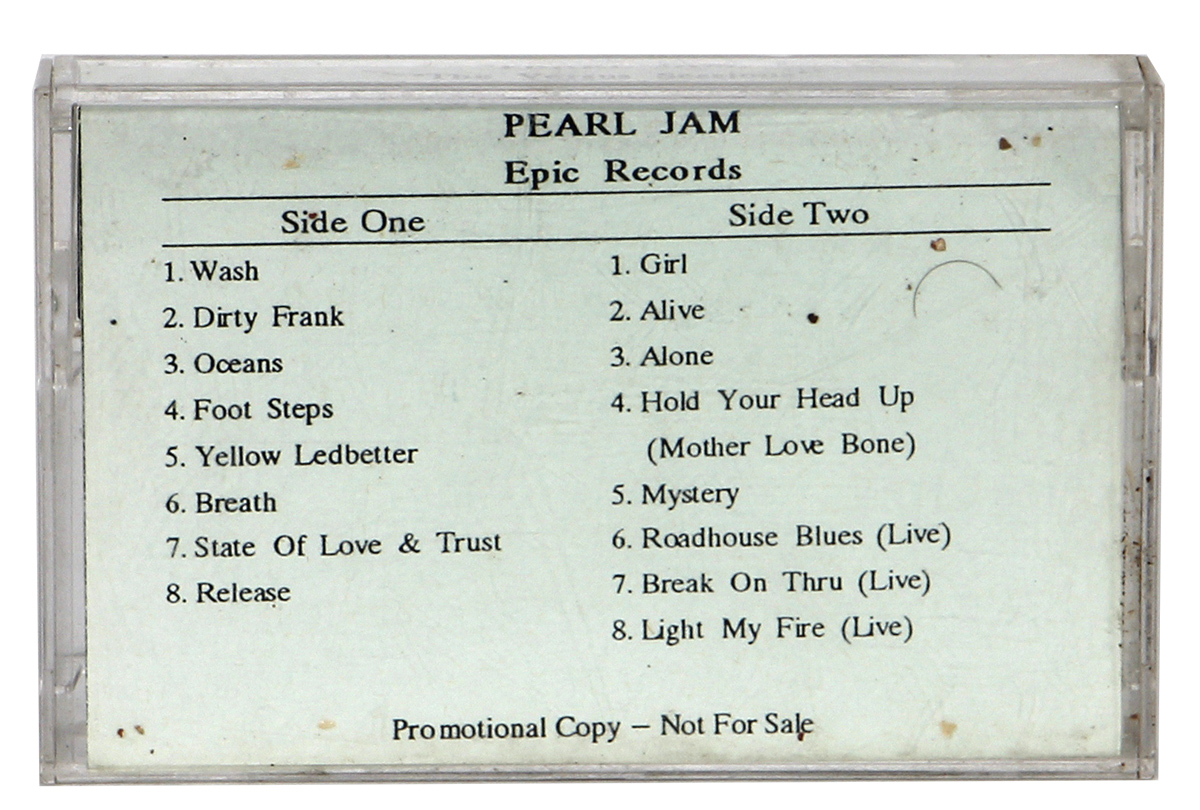 PEARL JAM
Epic Records
Side One
Side Two
1. Wash
2. Dirty Frank
3. Oceans
4. Foot Steps
5. Yellow Ledbetter
6. Breath
7. State Of Love & Trust
8. Release
1. Girl
2. Alive
3. Alone
4. Hold Your Head Up
(Mother Love Bone)
5. Mystery
6. Roadhouse Blues (Live)
7. Break On Thru (Live)
8. Light My Fire (Live)
Promotional Copy – Not For Sale